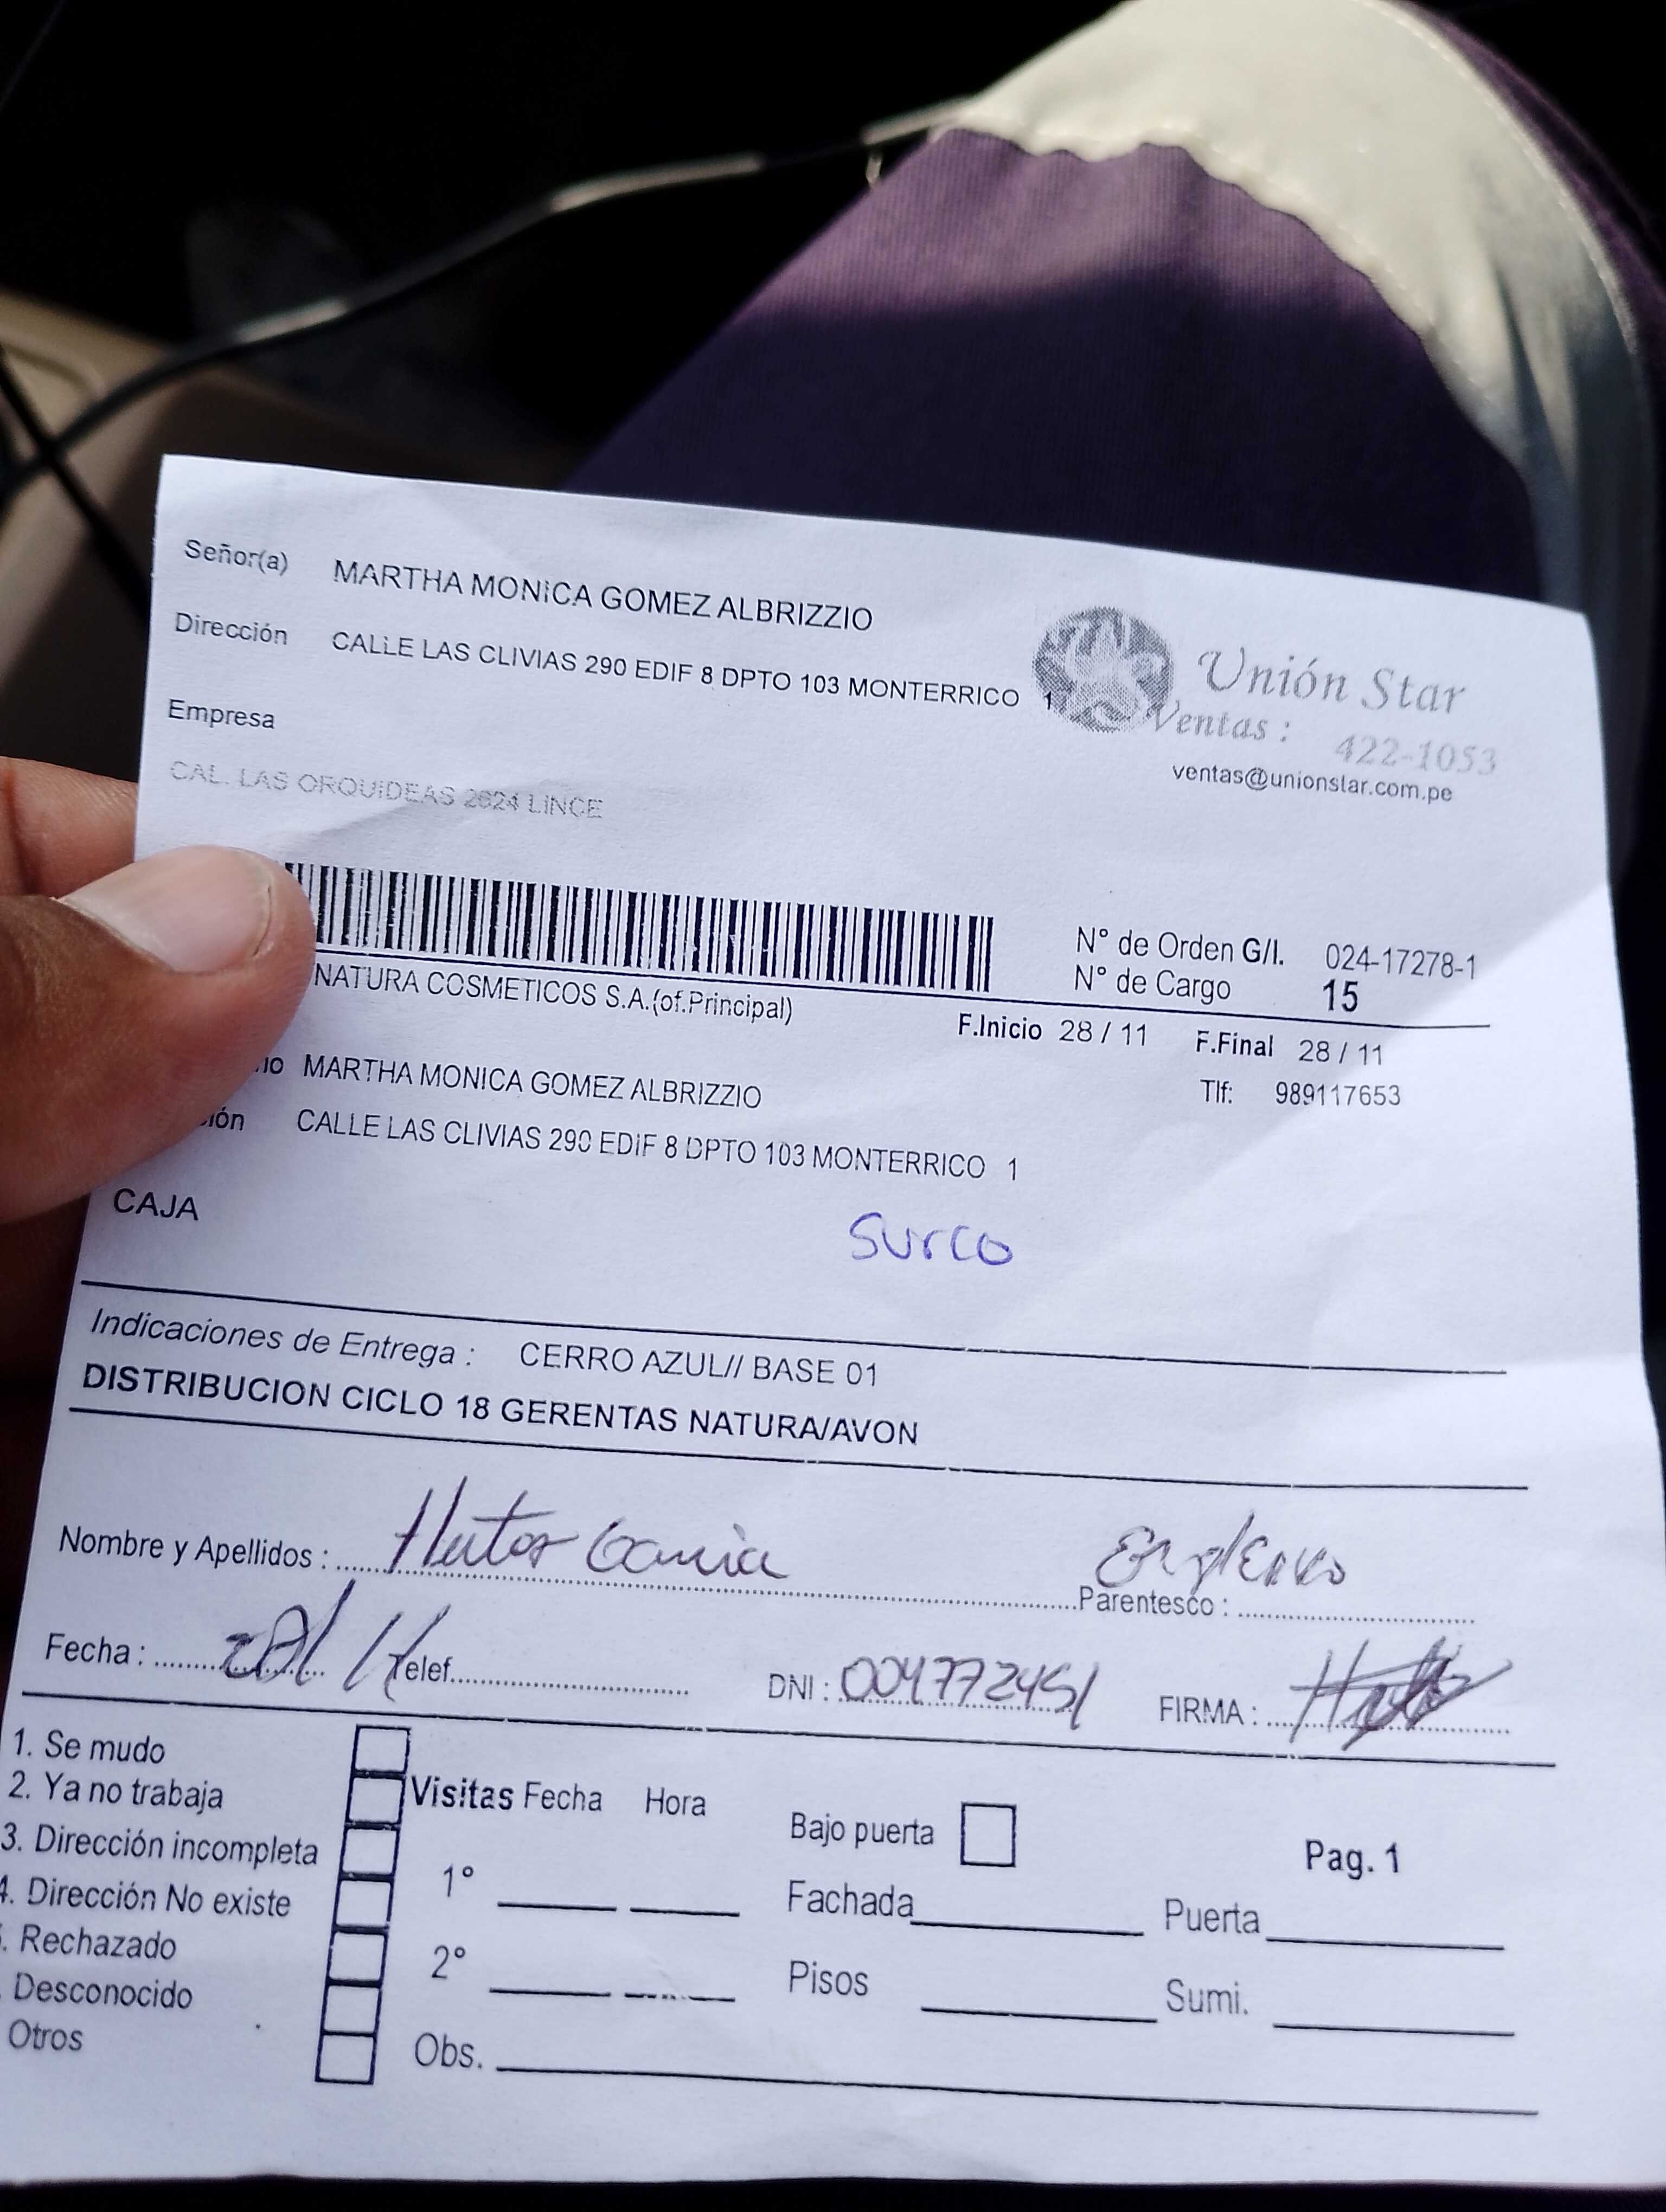 Señor(a) MARTHA MONICA GOMEZ ALBRIZZIO
Dirección CALLE LAS CLIVIAS 290 EDIF 8 DPTO 103 MONTERRICO 1
Unión Star
Ventas : 422-1053
ventas@unionstar.com.pe
Empresa
CAL. LAS ORQUIDEAS 2624 LINCE
N° de Orden G/I. 024-17278-1
N° de Cargo 15
NATURA COSMETICOS S.A.(of.Principal)
F.Inicio 28 / 11 F.Final 28 / 11
MARTHA MONICA GOMEZ ALBRIZZIO Tlf: 989117653
CALLE LAS CLIVIAS 290 EDIF 8 DPTO 103 MONTERRICO 1
CAJA
Surco
Indicaciones de Entrega : CERRO AZUL// BASE 01
DISTRIBUCION CICLO 18 GERENTAS NATURA/AVON
Nombre y Apellidos : Parentesco :
Fecha : Telef. DNI : 004772451 FIRMA :
1. Se mudo
2. Ya no trabaja
3. Dirección incompleta
4. Dirección No existe
. Rechazado
Desconocido
Otros
Visitas Fecha Hora
1°
2°
Obs.
Bajo puerta
Pag. 1
Fachada Puerta
Pisos Sumi.